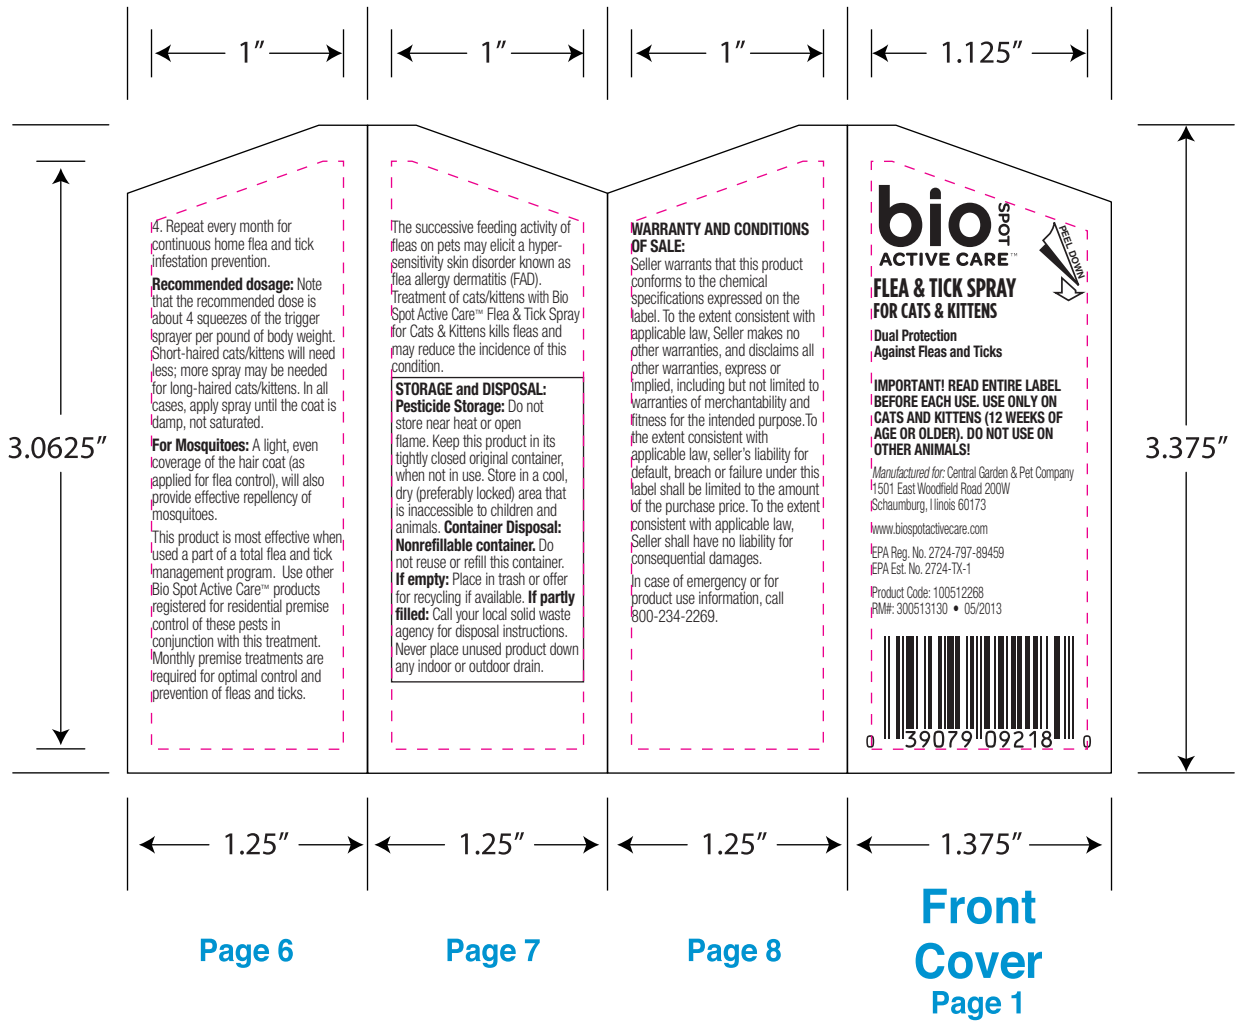 1″
1″
1″
1.125″
3.0625″
3.375″
4. Repeat every month for
continuous home flea and tick
infestation prevention.
Recommended dosage: Note
that the recommended dose is
about 4 squeezes of the trigger
sprayer per pound of body weight.
Short-haired cats/kittens will need
less; more spray may be needed
for long-haired cats/kittens. In all
cases, apply spray until the coat is
damp, not saturated.
For Mosquitoes: A light, even
coverage of the hair coat (as
applied for flea control), will also
provide effective repellency of
mosquitoes.
This product is most effective when
used a part of a total flea and tick
management program. Use other
Bio Spot Active Care™ products
registered for residential premise
control of these pests in
conjunction with this treatment.
Monthly premise treatments are
required for optimal control and
prevention of fleas and ticks.
The successive feeding activity of
fleas on pets may elicit a hyper-
sensitivity skin disorder known as
flea allergy dermatitis (FAD).
Treatment of cats/kittens with Bio
Spot Active Care™ Flea & Tick Spray
for Cats & Kittens kills fleas and
may reduce the incidence of this
condition.
STORAGE and DISPOSAL:
Pesticide Storage: Do not
store near heat or open
flame. Keep this product in its
tightly closed original container,
when not in use. Store in a cool,
dry (preferably locked) area that
is inaccessible to children and
animals. Container Disposal:
Nonrefillable container. Do
not reuse or refill this container.
If empty: Place in trash or offer
for recycling if available. If partly
filled: Call your local solid waste
agency for disposal instructions.
Never place unused product down
any indoor or outdoor drain.
WARRANTY AND CONDITIONS
OF SALE:
Seller warrants that this product
conforms to the chemical
specifications expressed on the
label. To the extent consistent with
applicable law, Seller makes no
other warranties, and disclaims all
other warranties, express or
implied, including but not limited to
warranties of merchantability and
fitness for the intended purpose.To
the extent consistent with
applicable law, seller's liability for
default, breach or failure under this
label shall be limited to the amount
of the purchase price. To the extent
consistent with applicable law,
Seller shall have no liability for
consequential damages.
In case of emergency or for
product use information, call
800-234-2269.
bio SPOT
ACTIVE CARE™
PEEL DOWN
FLEA & TICK SPRAY
FOR CATS & KITTENS
Dual Protection
Against Fleas and Ticks
IMPORTANT! READ ENTIRE LABEL
BEFORE EACH USE. USE ONLY ON
CATS AND KITTENS (12 WEEKS OF
AGE OR OLDER). DO NOT USE ON
OTHER ANIMALS!
Manufactured for: Central Garden & Pet Company
1501 East Woodfield Road 200W
Schaumburg, Illinois 60173
www.biospotactivecare.com
EPA Reg. No. 2724-797-89459
EPA Est. No. 2724-TX-1
Product Code: 100512268
RM#: 300513130 • 05/2013
0 39079 09218 0
1.25″
1.25″
1.25″
1.375″
Page 6
Page 7
Page 8
Front
Cover
Page 1